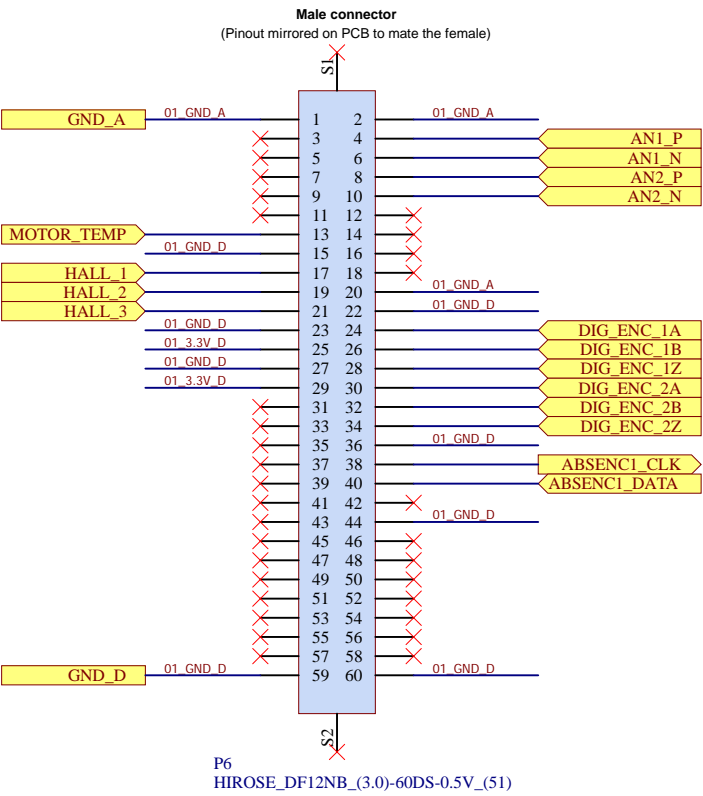 Male connector
(Pinout mirrored on PCB to mate the female)
S1
GND_A 01_GND_A 1 2 01_GND_A
3 4 AN1_P
5 6 AN1_N
7 8 AN2_P
9 10 AN2_N
11 12
MOTOR_TEMP 13 14
01_GND_D 15 16
HALL_1 17 18
HALL_2 19 20 01_GND_A
HALL_3 21 22 01_GND_D
01_GND_D 23 24 DIG_ENC_1A
01_3.3V_D 25 26 DIG_ENC_1B
01_GND_D 27 28 DIG_ENC_1Z
01_3.3V_D 29 30 DIG_ENC_2A
31 32 DIG_ENC_2B
33 34 DIG_ENC_2Z
35 36 01_GND_D
37 38 ABSENC1_CLK
39 40 ABSENC1_DATA
41 42
43 44 01_GND_D
45 46
47 48
49 50
51 52
53 54
55 56
57 58
GND_D 01_GND_D 59 60 01_GND_D
S2
P6
HIROSE_DF12NB_(3.0)-60DS-0.5V_(51)